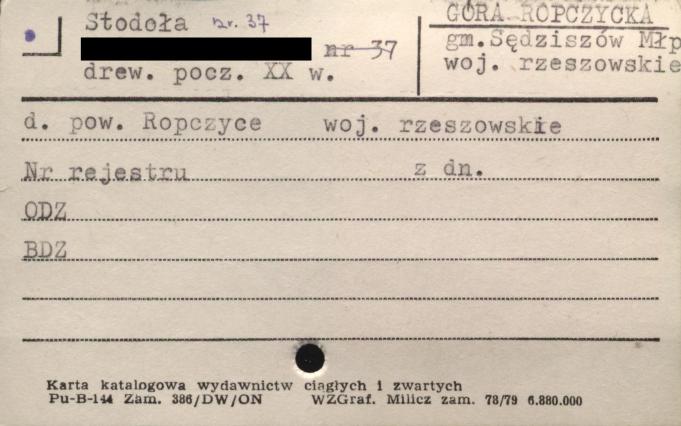 Stodoła nr. 37
nr 37
drew. pocz. XX w.
GÓRA ROPCZYCKA
gm.Sędziszów Młp
woj. rzeszowskie
d. pow. Ropczyce woj. rzeszowskie
Nr rejestru z dn.
ODZ
BDZ
Karta katalogowa wydawnictw ciągłych i zwartych
Pu-B-144 Zam. 386/DW/ON WZGraf. Milicz zam. 78/79 6.880.000